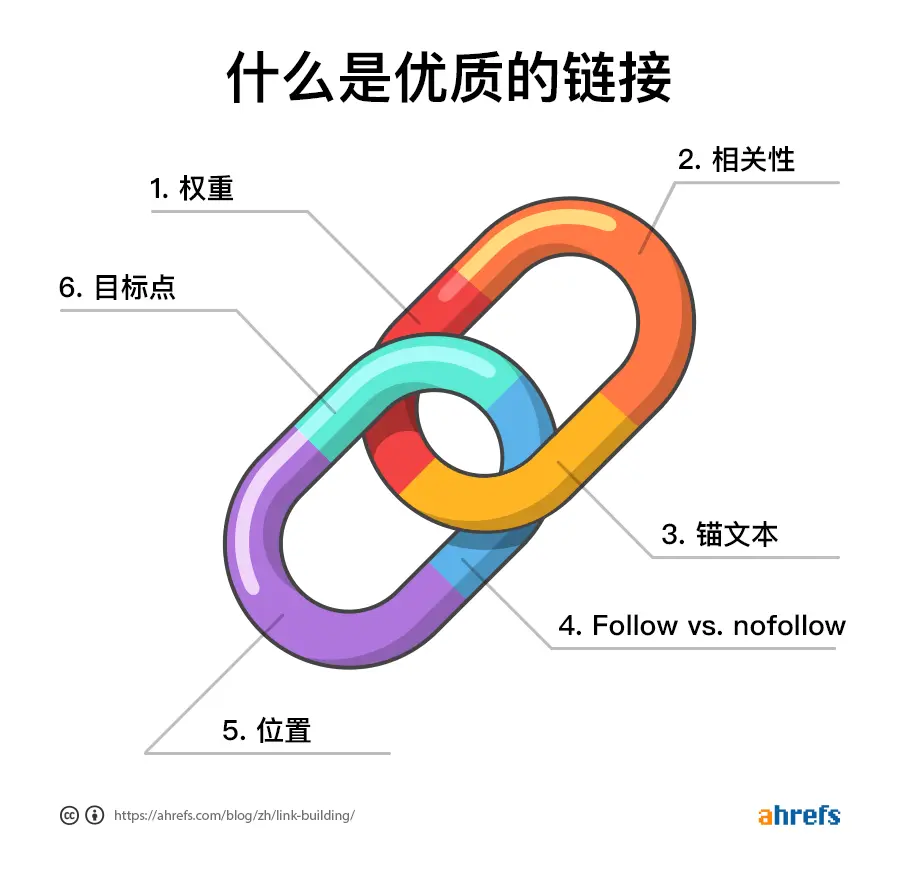 什么是优质的链接
1. 权重
2. 相关性
6. 目标点
3. 锚文本
4. Follow vs. nofollow
5. 位置
cc
https://ahrefs.com/blog/zh/link-building/
ahrefs